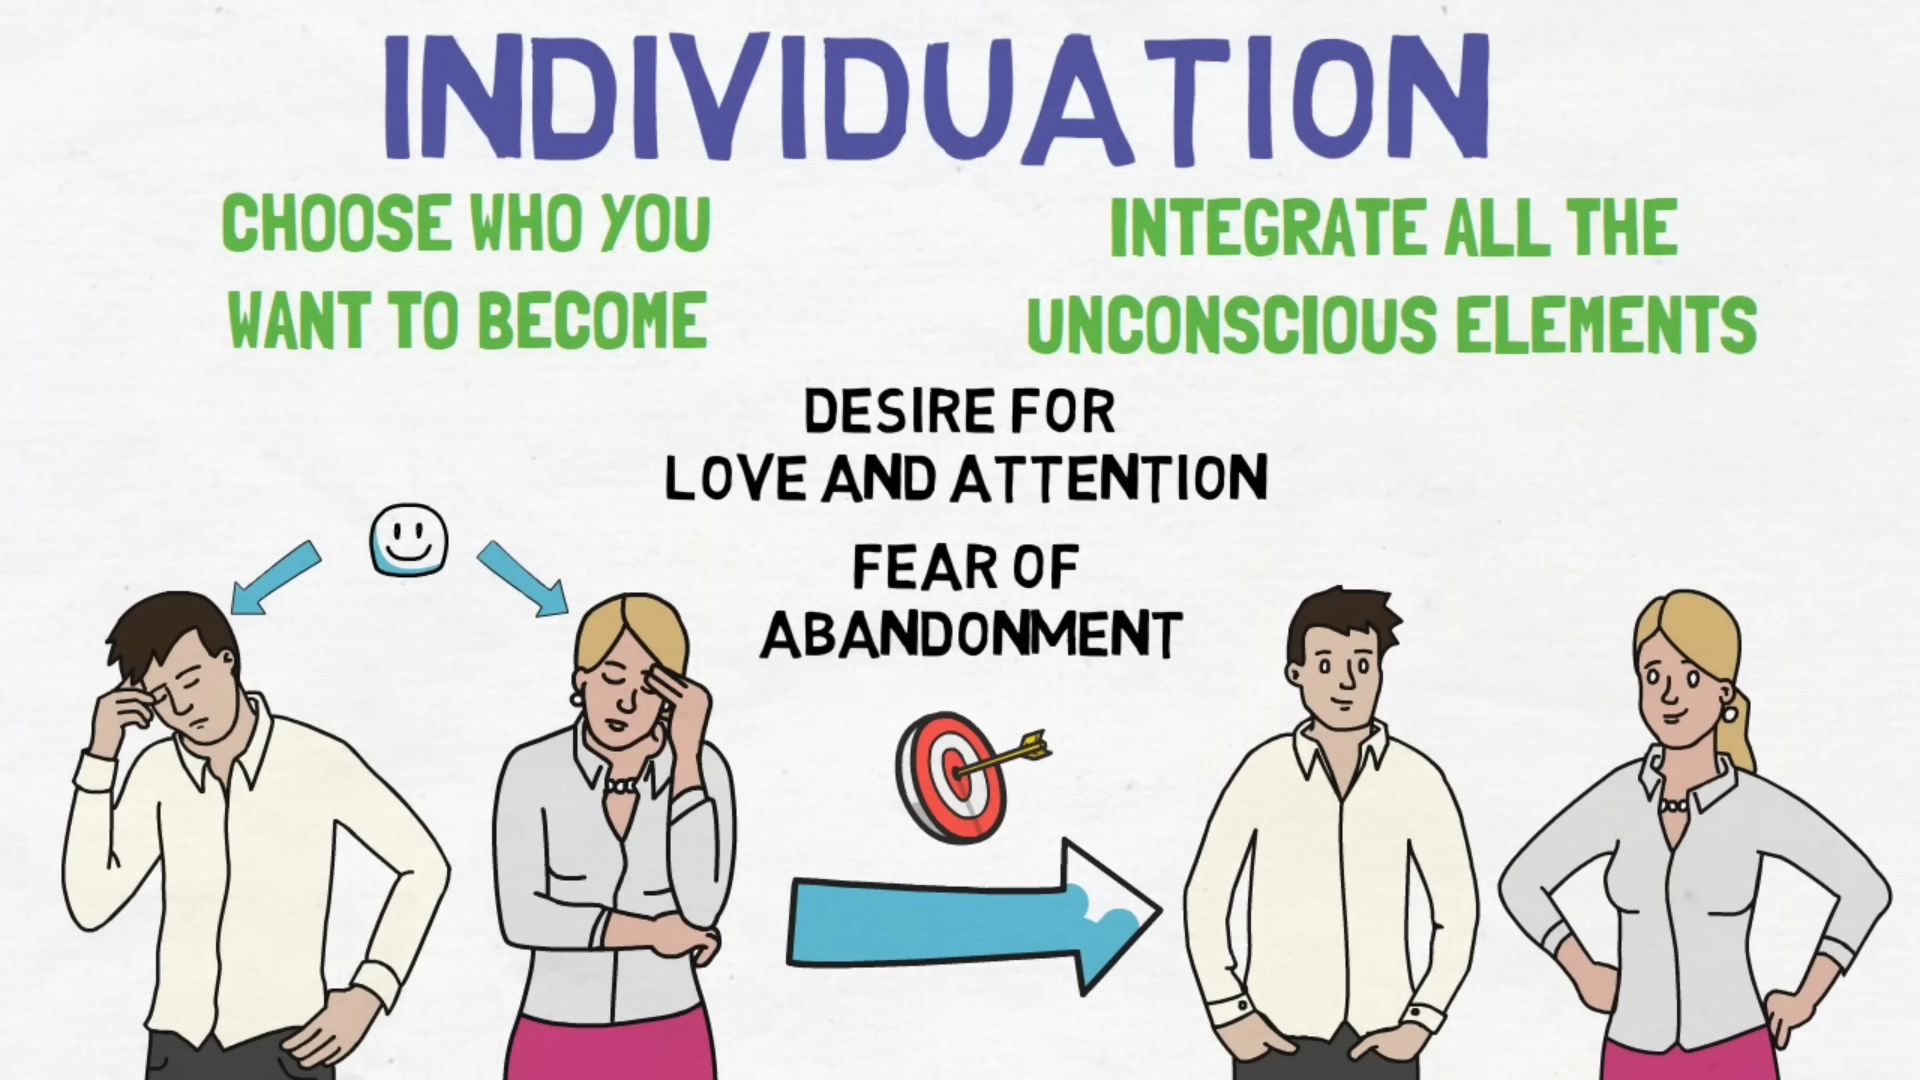 INDIVIDUATION
CHOOSE WHO YOU
WANT TO BECOME
INTEGRATE ALL THE
UNCONSCIOUS ELEMENTS
DESIRE FOR
LOVE AND ATTENTION
FEAR OF
ABANDONMENT